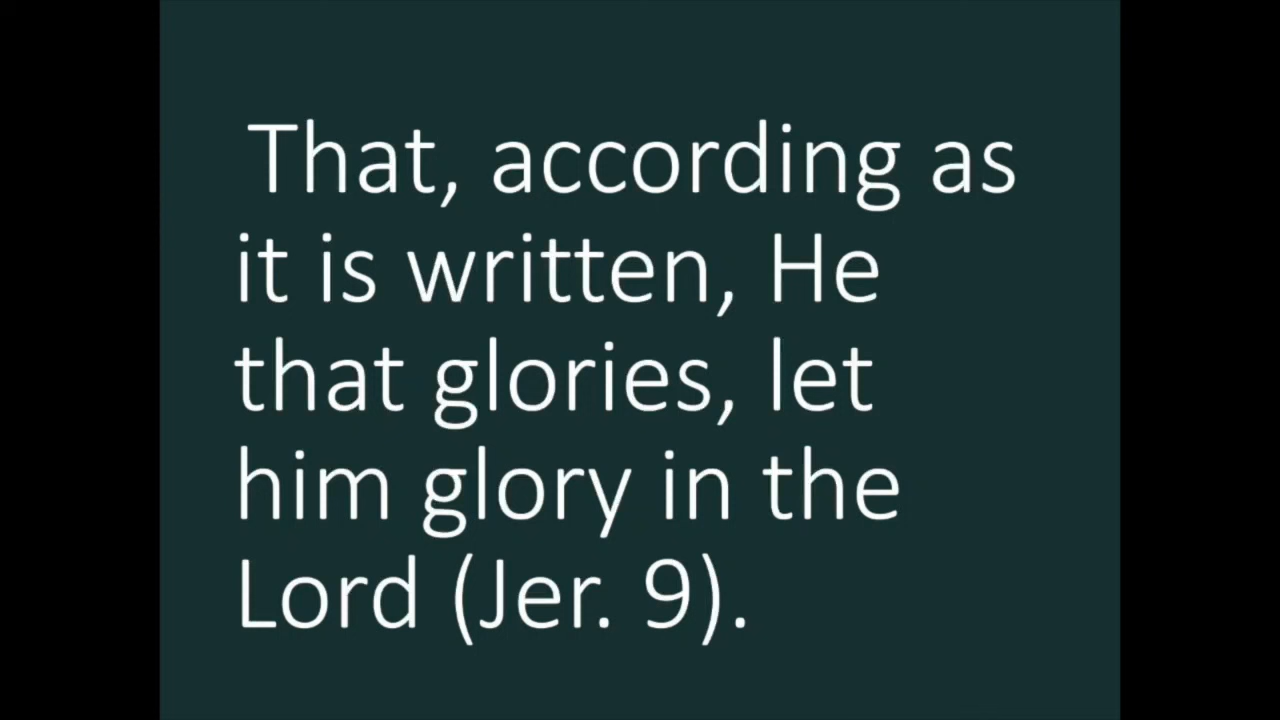 That, according as
it is written, He
that glories, let
him glory in the
Lord (Jer. 9).